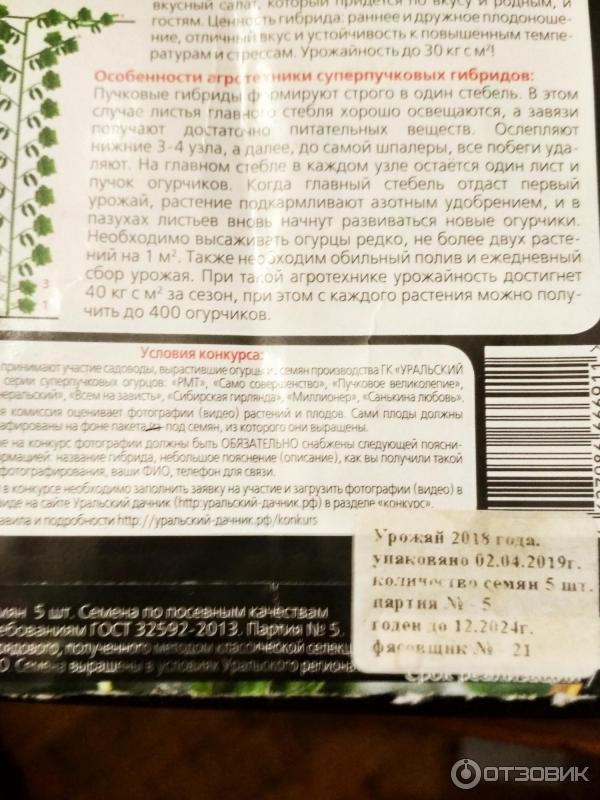 вкусный салат, который придётся по вкусу и родным, и
гостям. Ценность гибрида: раннее и дружное плодоноше-
ние, отличный вкус и устойчивость к повышенным темпе-
ратурам и стрессам. Урожайность до 30 кг с м²!
Особенности агротехники суперпучковых гибридов:
Пучковые гибриды формируют строго в один стебель. В этом
случае листья главного стебля хорошо освещаются, а завязи
получают достаточно питательных веществ. Ослепляют
нижние 3-4 узла, а далее, до самой шпалеры, все побеги уда-
ляют. На главном стебле в каждом узле остаётся один лист и
пучок огурчиков. Когда главный стебель отдаст первый
урожай, растение подкармливают азотным удобрением, и в
пазухах листьев вновь начнут развиваться новые огурчики.
Необходимо высаживать огурцы редко, не более двух расте-
ний на 1 м². Также необходим обильный полив и ежедневный
сбор урожая. При такой агротехнике урожайность достигнет
40 кг с м² за сезон, при этом с каждого растения можно полу-
чить до 400 огурчиков.
3
1
Условия конкурса:
принимают участие садоводы, вырастившие огурцы из семян производства ГК «УРАЛЬСКИЙ
серии суперпучковых огурцов: «РМТ», «Само совершенство», «Пучковое великолепие»,
«Всем на зависть», «Сибирская гирлянда», «Миллионер», «Санькина любовь».
комиссия оценивает фотографии (видео) растений и плодов. Сами плоды должны
на фоне пакета из под семян, из которого они выращены.
на конкурс фотографии должны быть ОБЯЗАТЕЛЬНО снабжены следующей поясни-
название гибрида, небольшое пояснение (описание), как вы получили такой
ваши ФИО, телефон для связи.
в конкурсе необходимо заполнить заявку на участие и загрузить фотографии (видео) в
виде на сайте Уральский дачник (http:уральский-дачник.рф) в разделе «конкурс».
и подробности http://уральский-дачник.рф/konkurs
Урожай 2018 года.
упаковано 02.04.2019г.
количество семян 5 шт.
партия № - 5
годен до 12.2024г.
фасовщик № 21
5 шт. Семена по посевным качествам
ГОСТ 32592-2013. Партия № 5.
полученного методом классической селекц
Семена выращены в условиях Уральского региона
Срок реализации
ОТЗОВИК